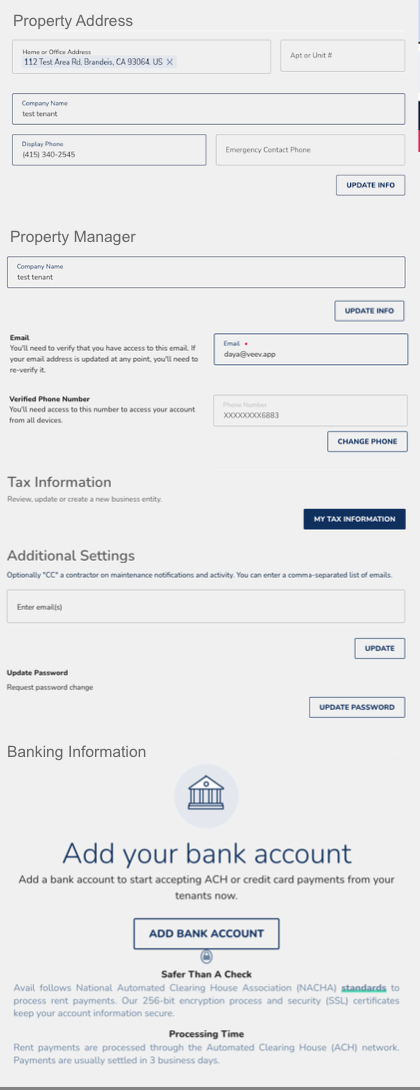 Property Address
Home or Office Address
112 Test Area Rd, Brandeis, CA 93064, US ×
Apt or Unit #
Company Name
test tenant
Display Phone
(415) 340-2545
Emergency Contact Phone
UPDATE INFO
Property Manager
Company Name
test tenant
UPDATE INFO
Email
You'll need to verify that you have access to this email. If
your email address is updated at any point, you'll need to
re-verify it.
Email •
daya@veev.app
Verified Phone Number
You'll need access to this number to access your account
from all devices.
Phone Number
XXXXXXXX6883
CHANGE PHONE
Tax Information
Review, update or create a new business entity.
MY TAX INFORMATION
Additional Settings
Optionally "CC" a contractor on maintenance notifications and activity. You can enter a comma-separated list of emails.
Enter email(s)
UPDATE
Update Password
Request password change
UPDATE PASSWORD
Banking Information
Add your bank account
Add a bank account to start accepting ACH or credit card payments from your
tenants now.
ADD BANK ACCOUNT
Safer Than A Check
Avail follows National Automated Clearing House Association (NACHA) standards to
process rent payments. Our 256-bit encryption process and security (SSL) certificates
keep your account information secure.
Processing Time
Rent payments are processed through the Automated Clearing House (ACH) network.
Payments are usually settled in 3 business days.